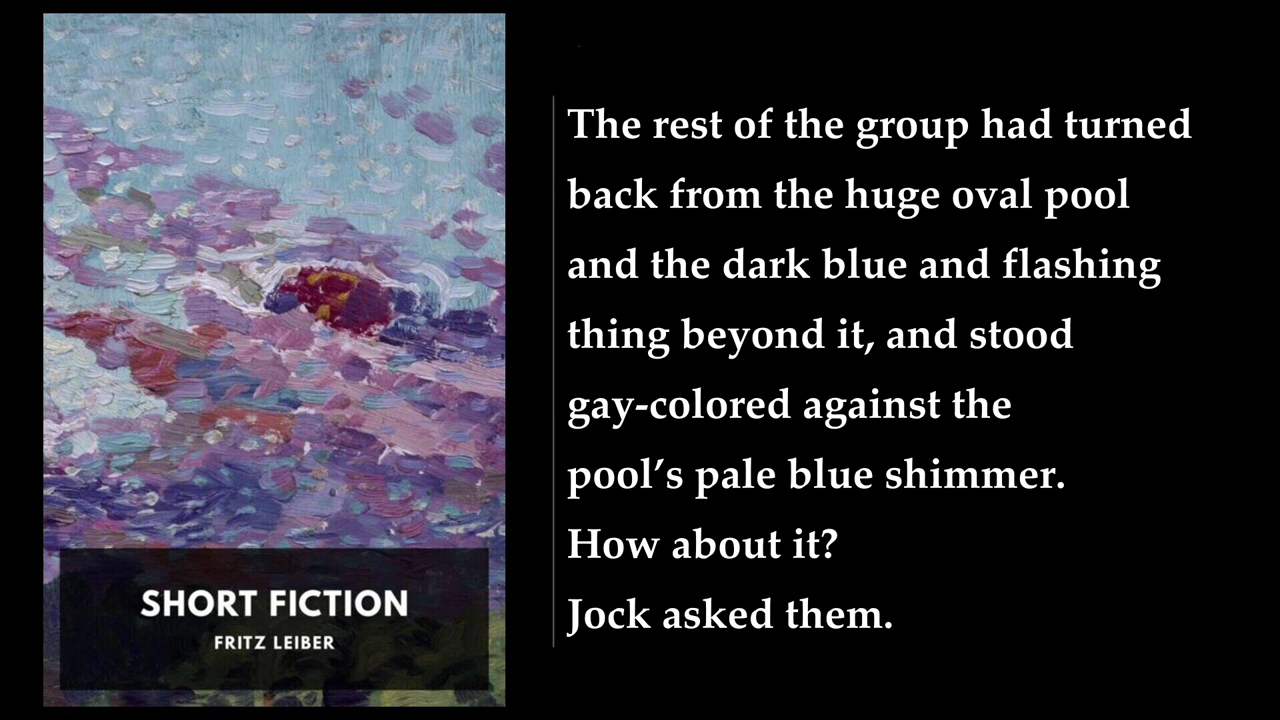 SHORT FICTION
FRITZ LEIBER
The rest of the group had turned
back from the huge oval pool
and the dark blue and flashing
thing beyond it, and stood
gay-colored against the
pool’s pale blue shimmer.
How about it?
Jock asked them.